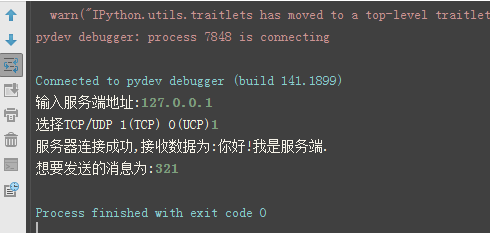 warn("IPython.utils.traitlets has moved to a top-level traitlet
pydev debugger: process 7848 is connecting
Connected to pydev debugger (build 141.1899)
输入服务端地址:127.0.0.1
选择TCP/UDP 1(TCP) 0(UCP)1
服务器连接成功,接收数据为:你好!我是服务端.
想要发送的消息为:321
Process finished with exit code 0